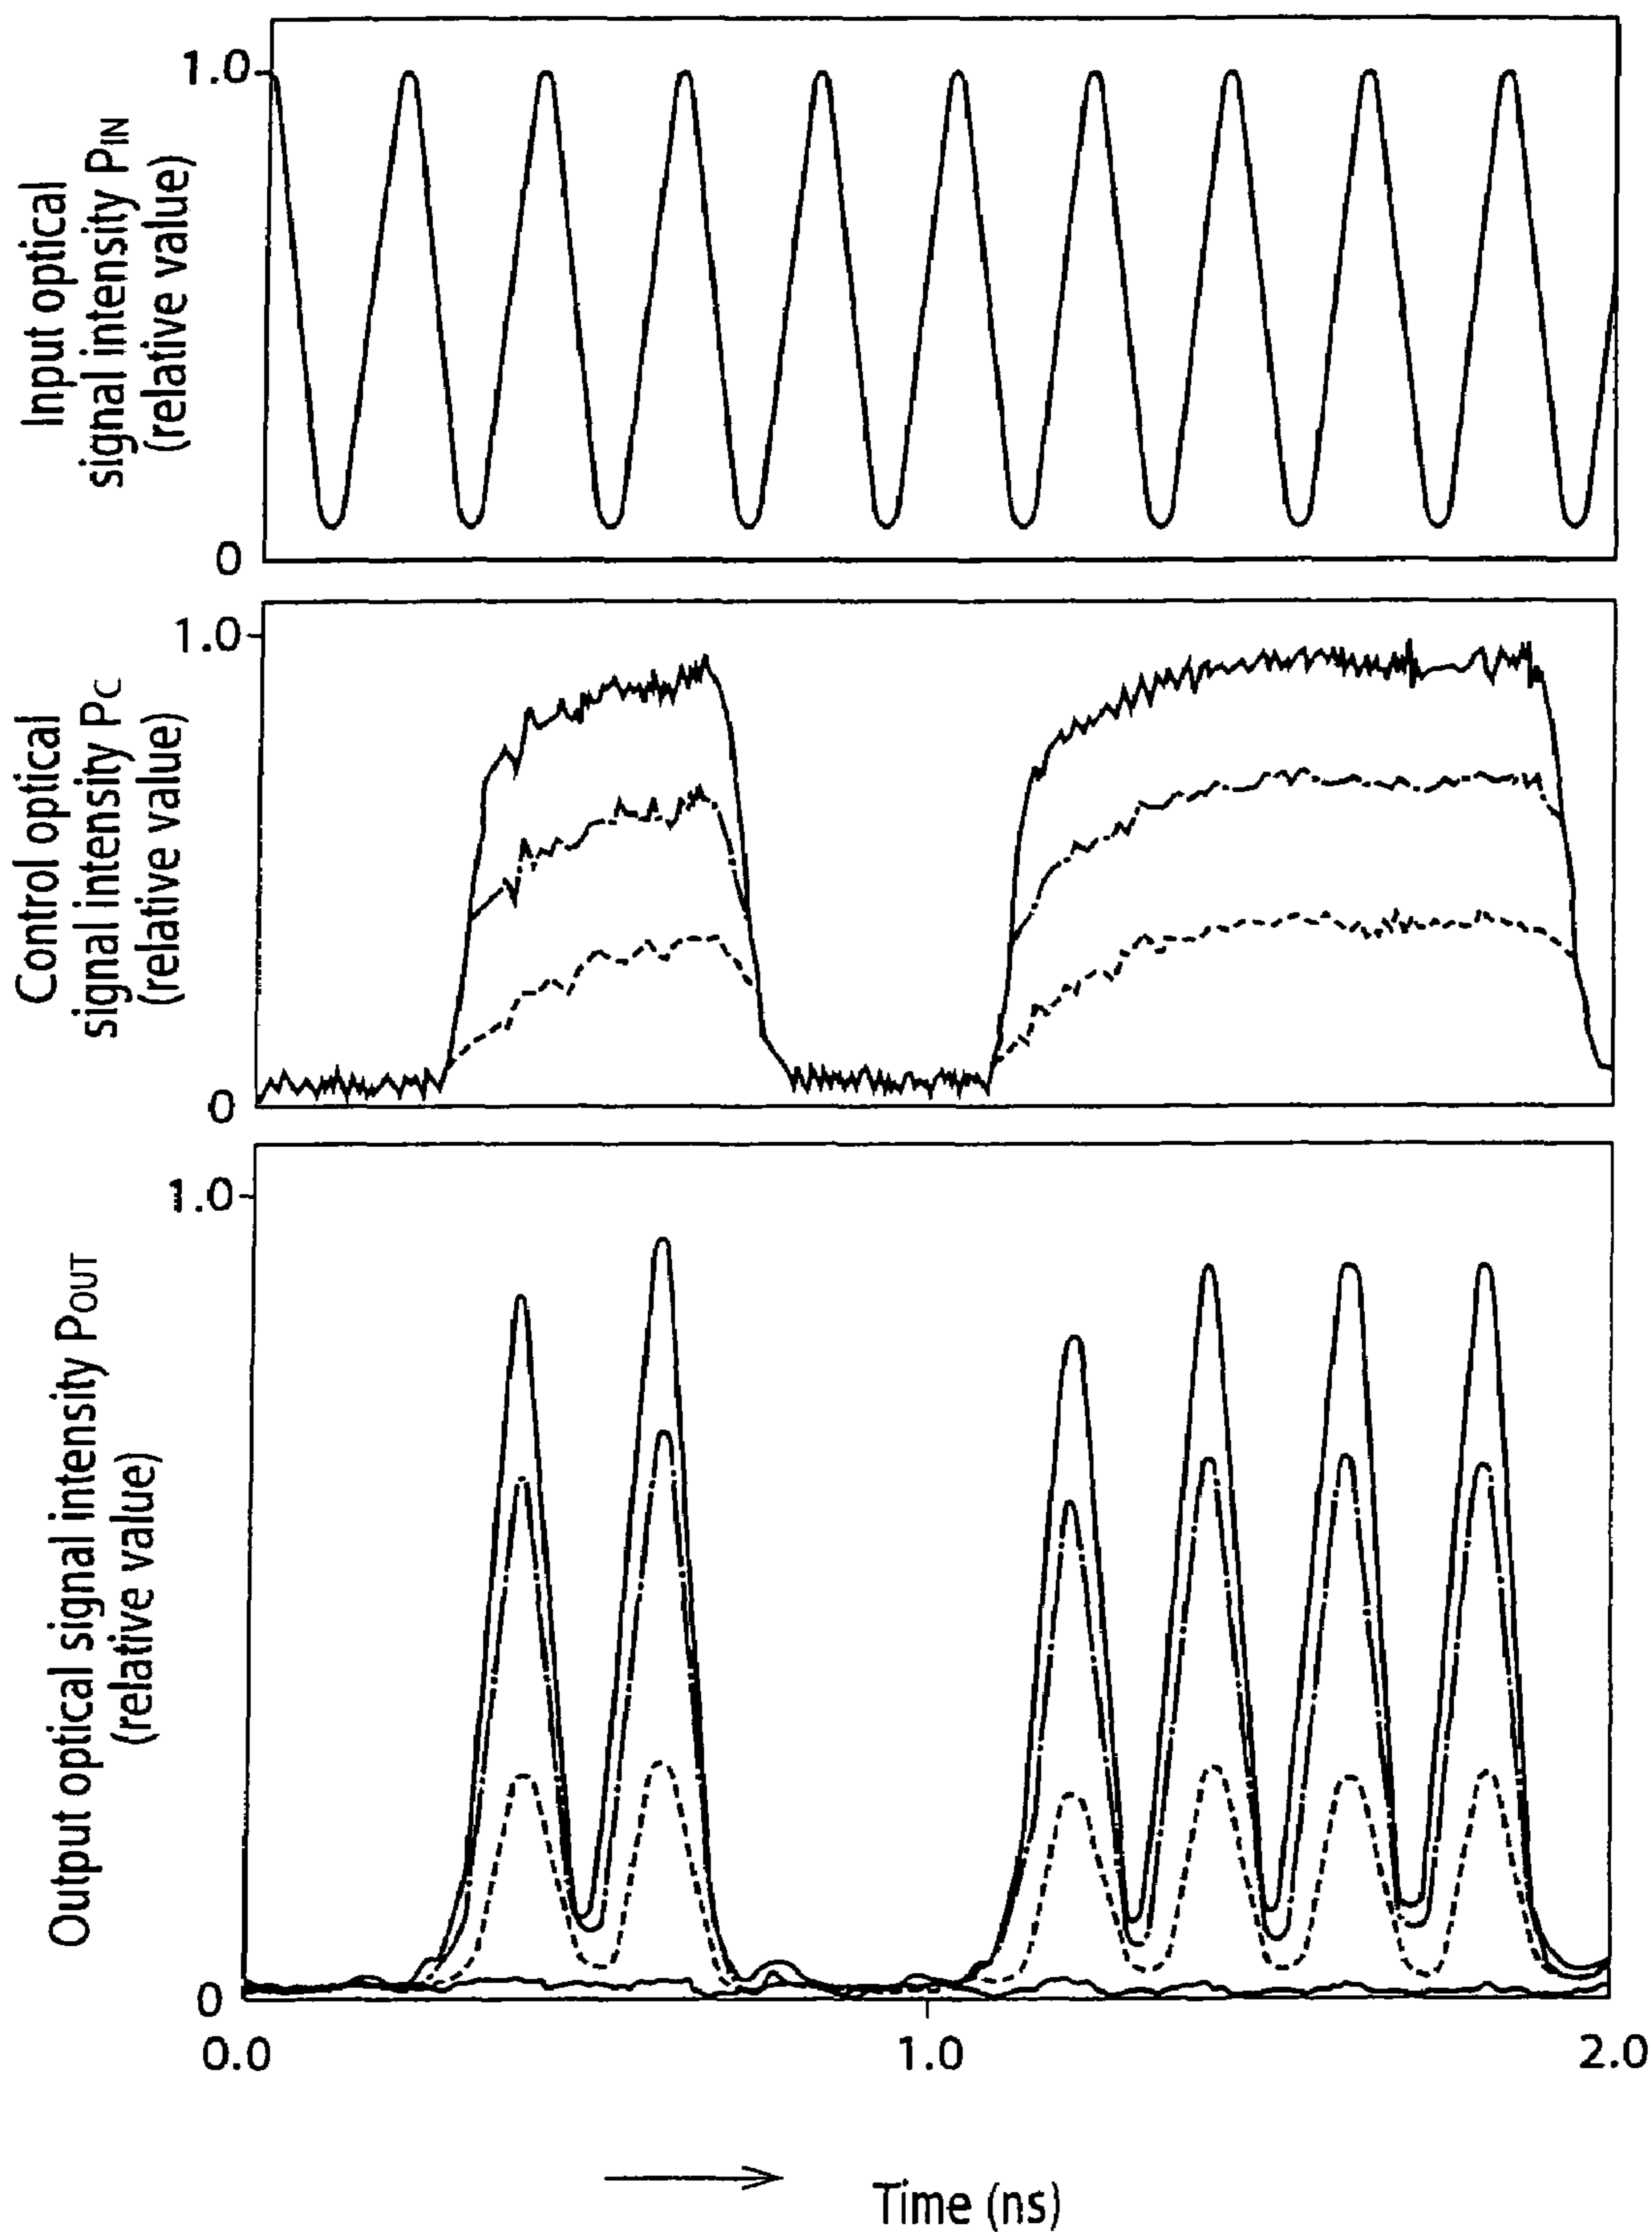 Input optical
signal intensity PIN
(relative value)
1.0
0
Control optical
signal intensity PC
(relative value)
1.0
0
Output optical signal intensity POUT
(relative value)
1.0
0
0.0
1.0
2.0
Time (ns)